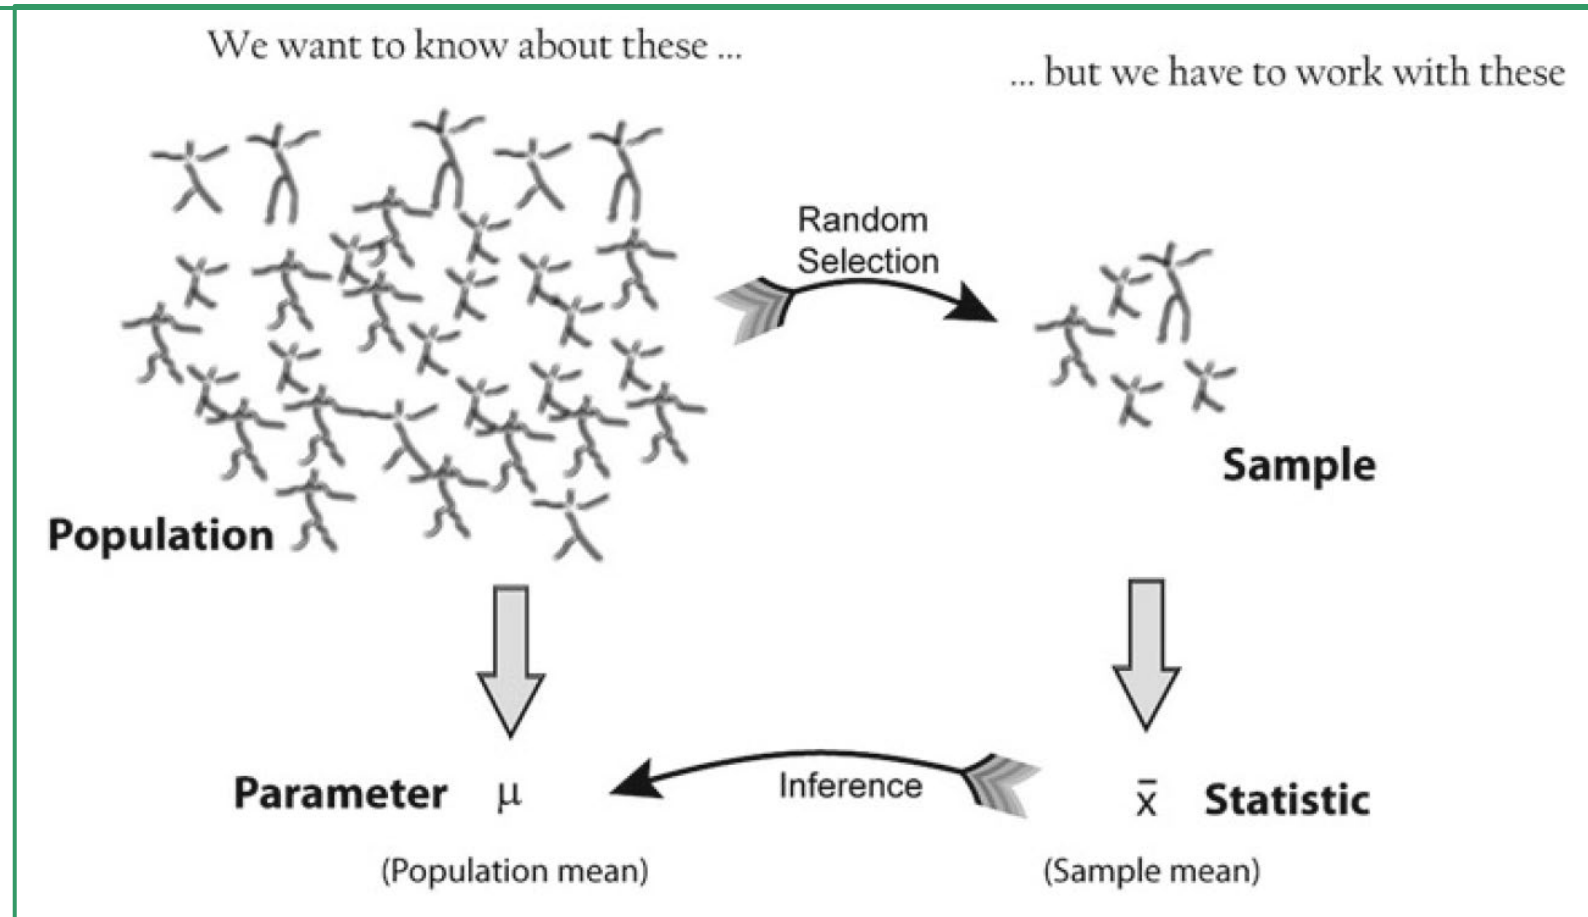 We want to know about these ...
... but we have to work with these
Random
Selection
Sample
Population
Parameter μ
Inference
x̄ Statistic
(Population mean)
(Sample mean)